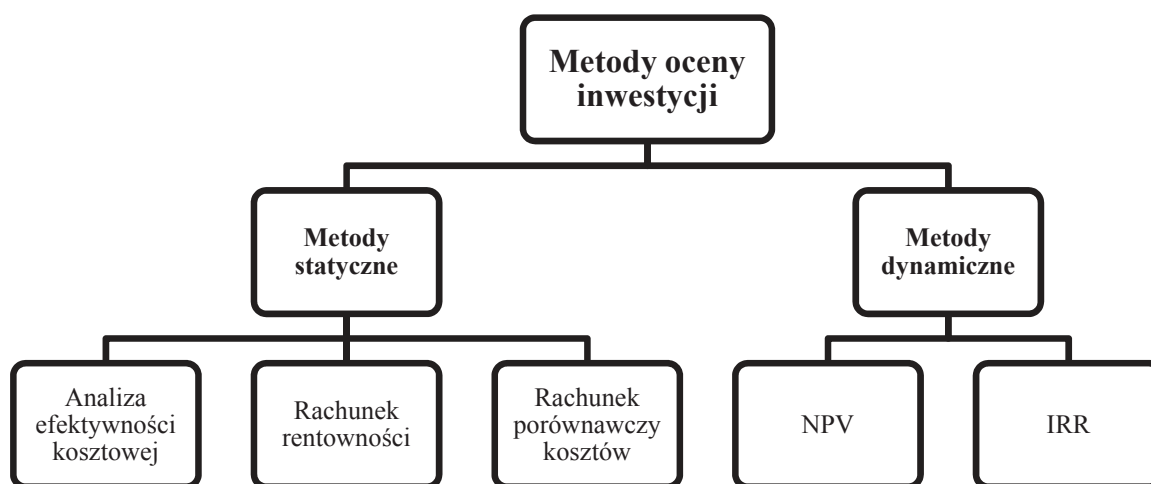 Metody oceny
inwestycji
Metody
statyczne
Metody
dynamiczne
Analiza
efektywności
kosztowej
Rachunek
rentowności
Rachunek
porównawczy
kosztów
NPV
IRR